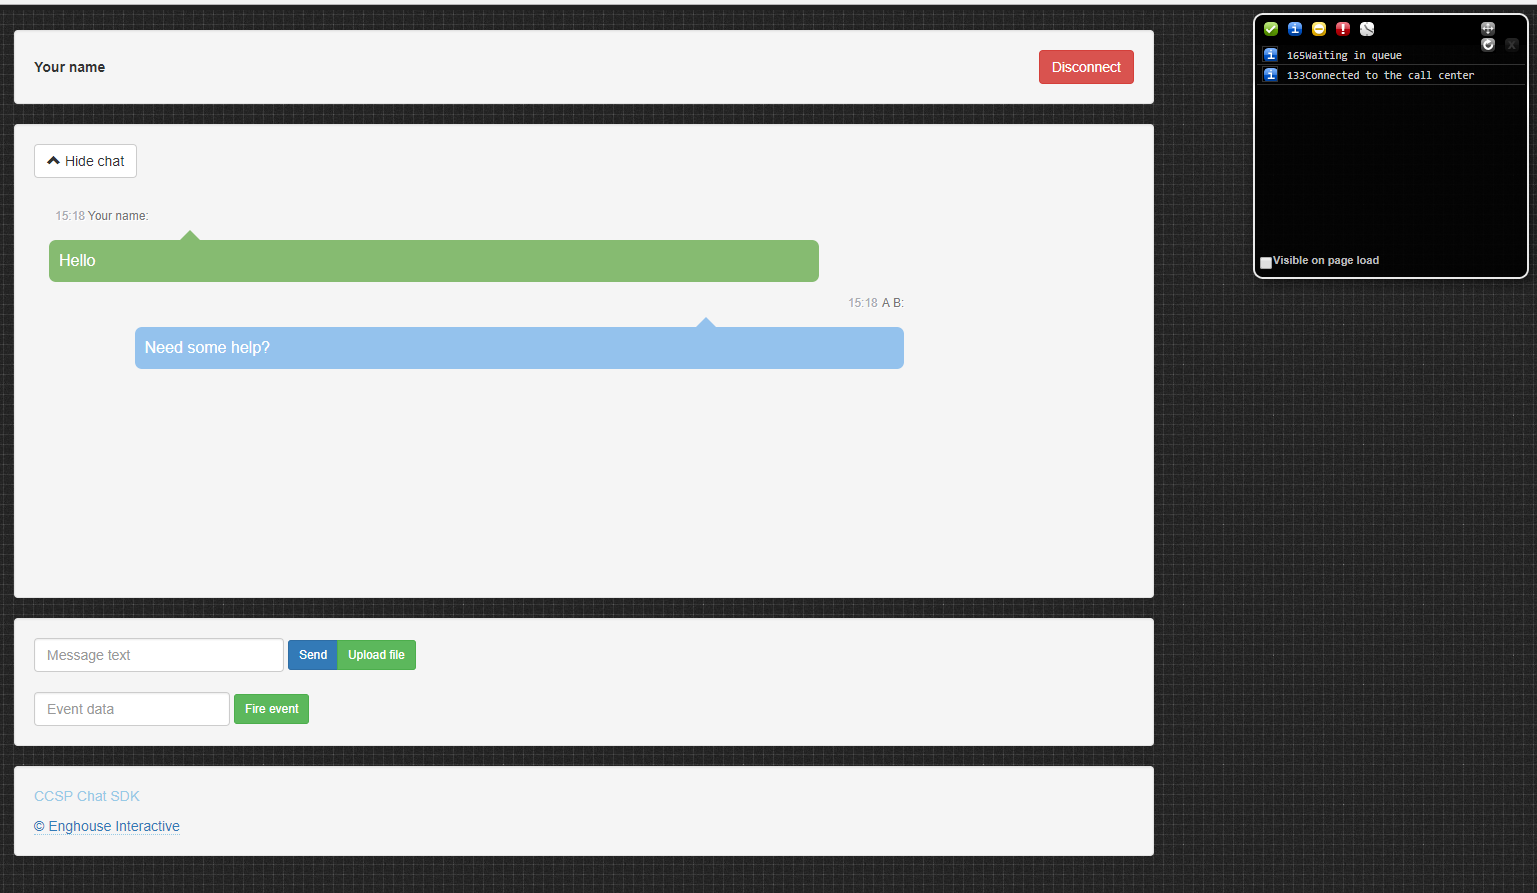 Your name
Disconnect
Hide chat
15:18 Your name:
Hello
15:18 A B:
Need some help?
Message text
Send
Upload file
Event data
Fire event
CCSP Chat SDK
© Enghouse Interactive
X
165Waiting in queue
133Connected to the call center
Visible on page load